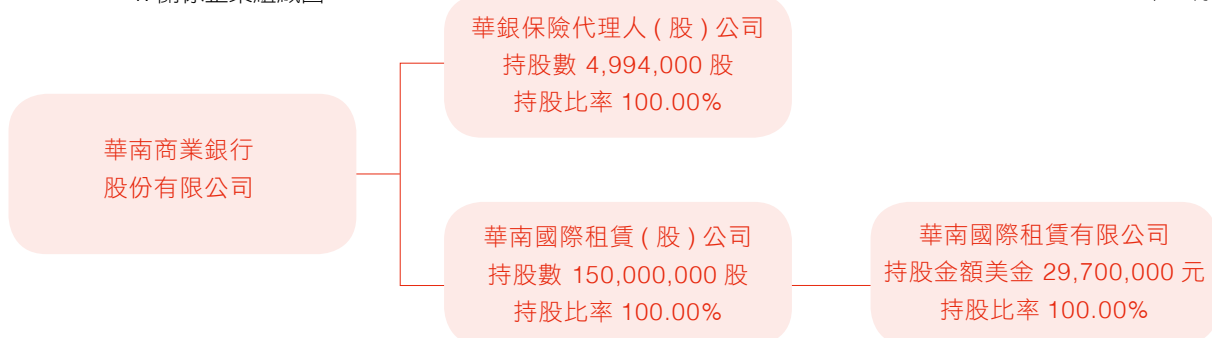 華銀保險代理人 ( 股 ) 公司
持股數 4,994,000 股
持股比率 100.00%
華南商業銀行
股份有限公司
華南國際租賃 ( 股 ) 公司
持股數 150,000,000 股
持股比率 100.00%
華南國際租賃有限公司
持股金額美金 29,700,000 元
持股比率 100.00%